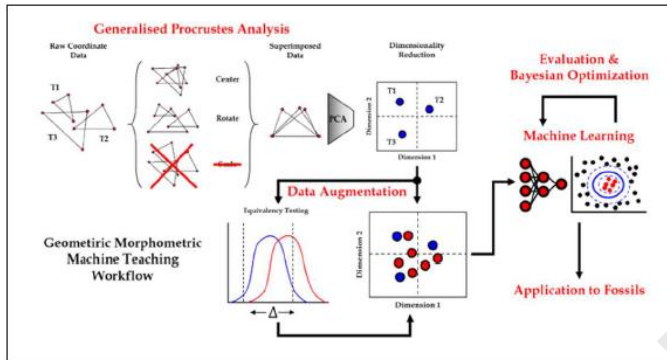 Generalised Procrustes Analysis
Raw Coordinate
Data
Superimposed
Data
Dimensionality
Reduction
T1
T3
T2
Center
Rotate
Scale
PCA
Dimension 2
T1
T2
T3
Dimension 1
Evaluation &
Bayesian Optimization
Machine Learning
Data Augmentation
Equivalency Testing
Δ
Dimension 2
Dimension 1
Geometiric Morphometric
Machine Teaching
Workflow
Application to Fossils